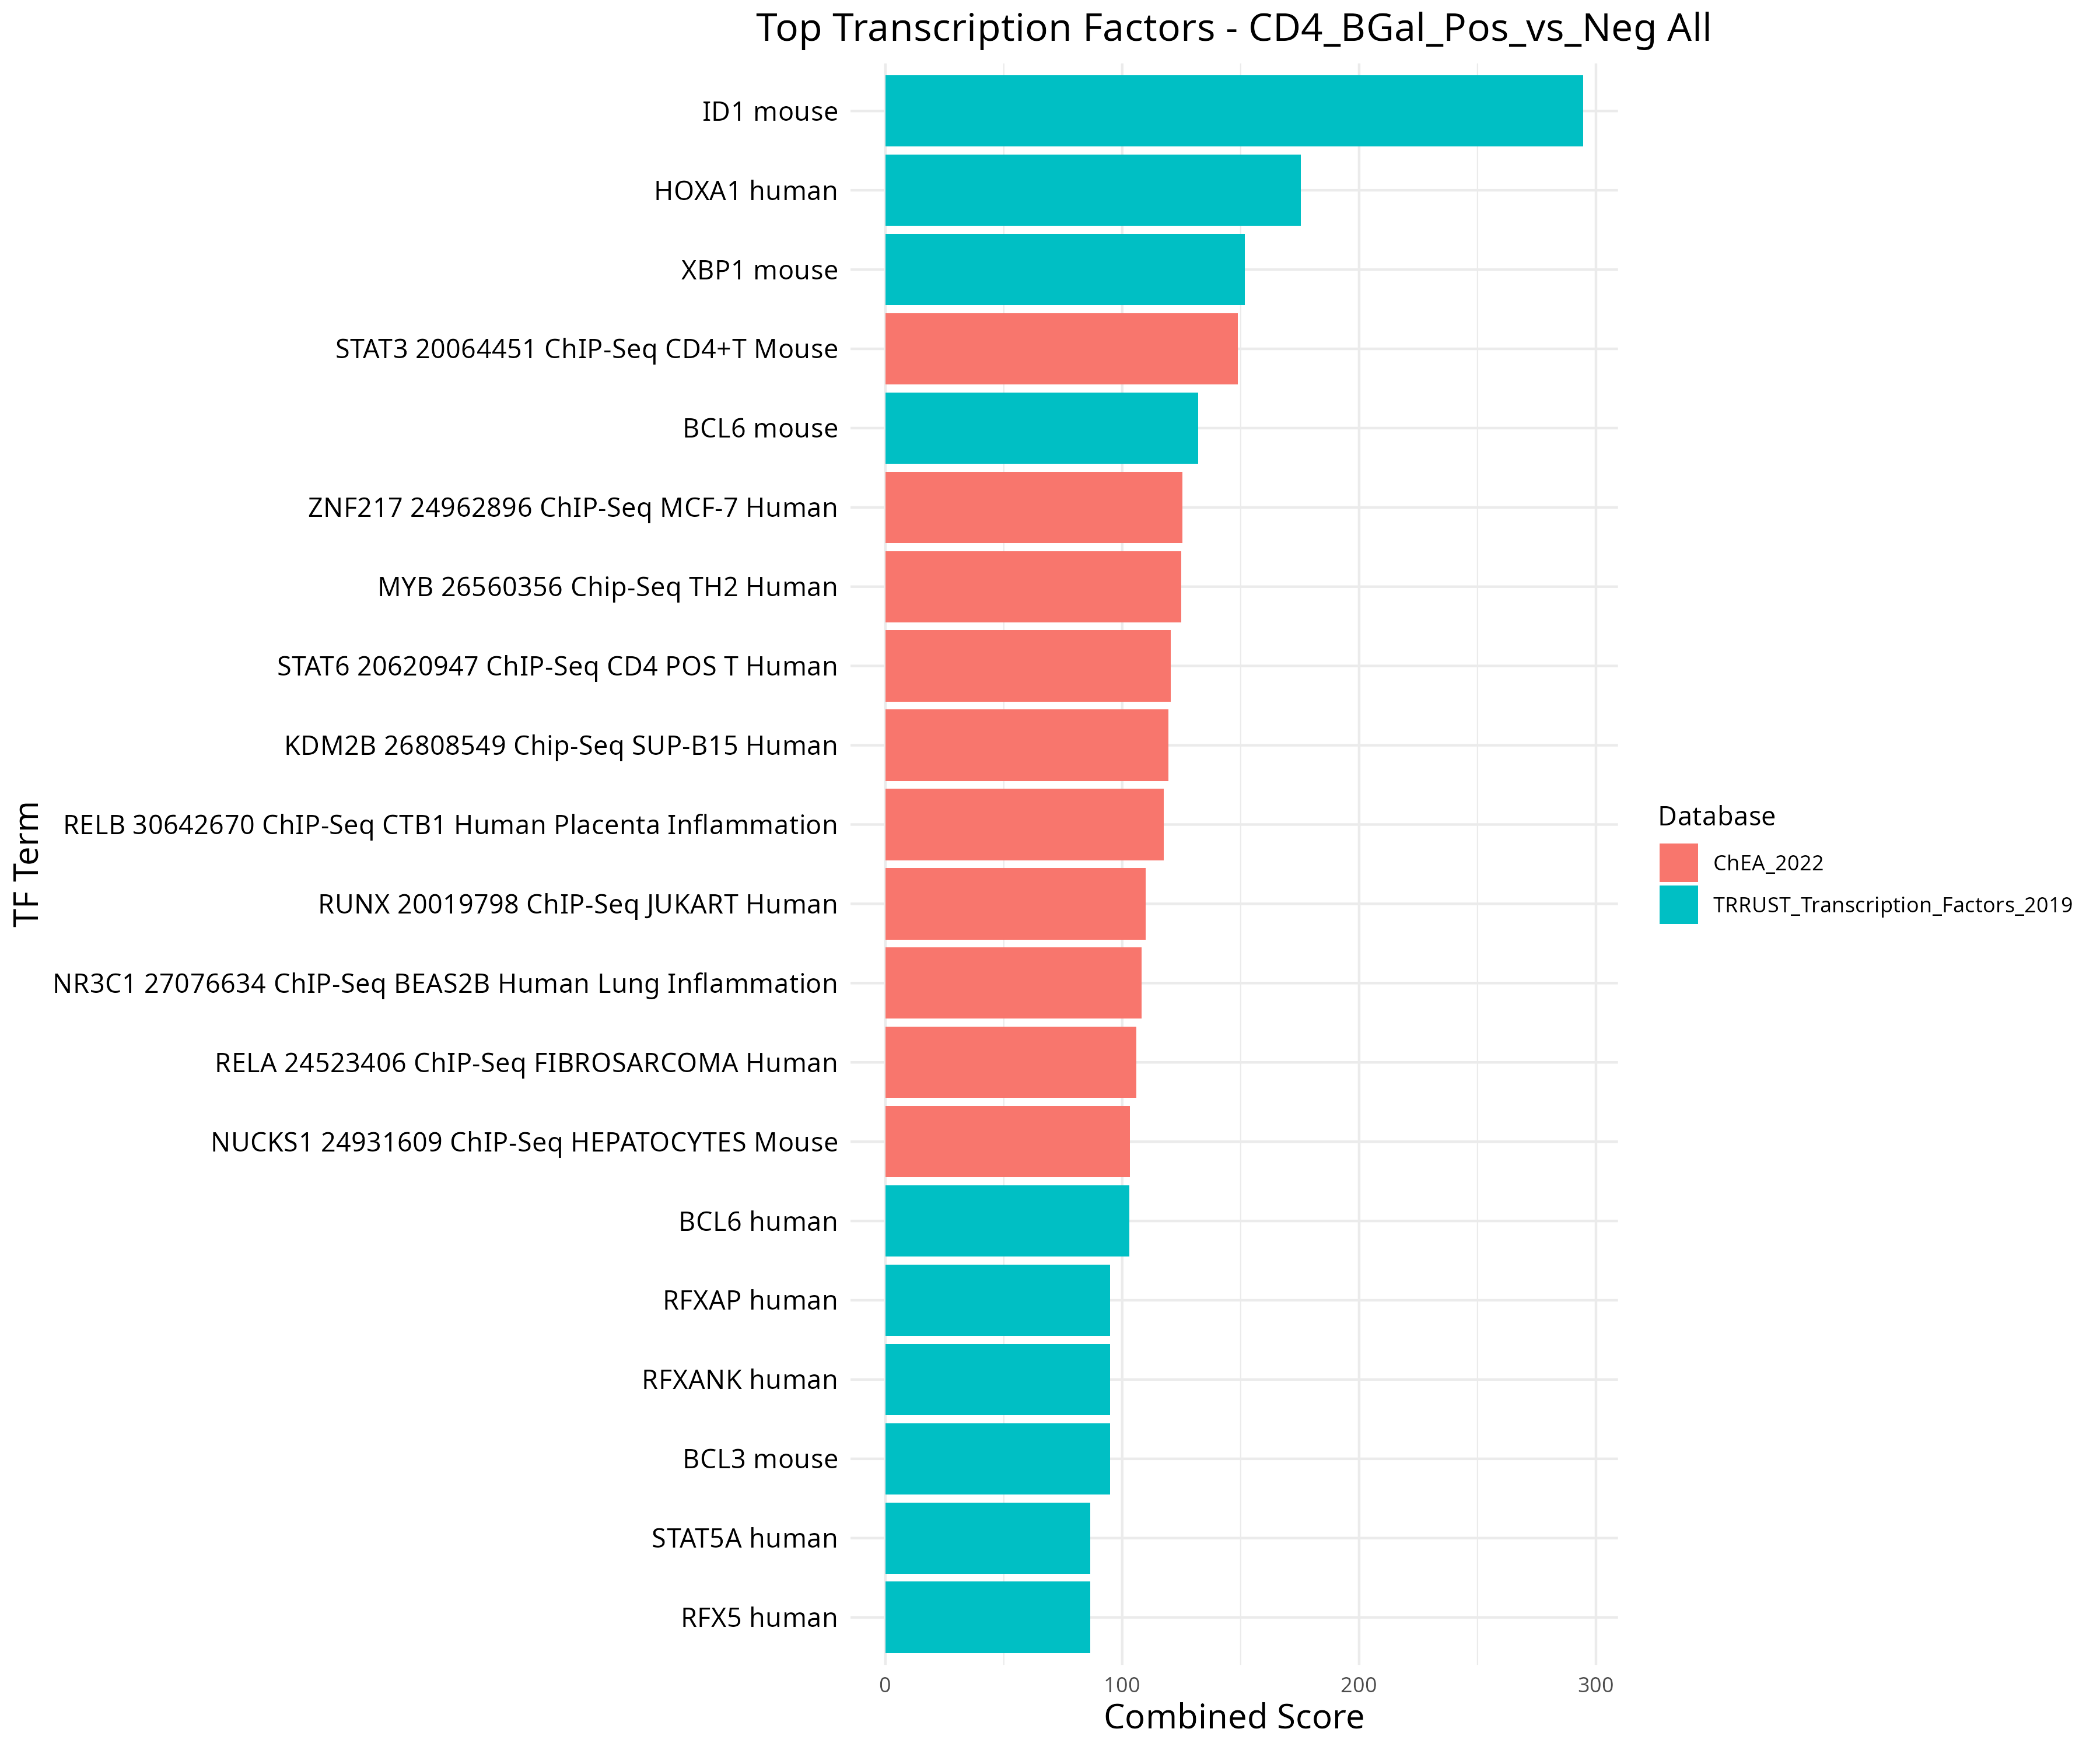 Top Transcription Factors - CD4_BGal_Pos_vs_Neg All
TF Term
ID1 mouse
HOXA1 human
XBP1 mouse
STAT3 20064451 ChIP-Seq CD4+T Mouse
BCL6 mouse
ZNF217 24962896 ChIP-Seq MCF-7 Human
MYB 26560356 Chip-Seq TH2 Human
STAT6 20620947 ChIP-Seq CD4 POS T Human
KDM2B 26808549 Chip-Seq SUP-B15 Human
RELB 30642670 ChIP-Seq CTB1 Human Placenta Inflammation
RUNX 20019798 ChIP-Seq JUKART Human
NR3C1 27076634 ChIP-Seq BEAS2B Human Lung Inflammation
RELA 24523406 ChIP-Seq FIBROSARCOMA Human
NUCKS1 24931609 ChIP-Seq HEPATOCYTES Mouse
BCL6 human
RFXAP human
RFXANK human
BCL3 mouse
STAT5A human
RFX5 human
0 100 200 300
Combined Score
Database
ChEA_2022
TRRUST_Transcription_Factors_2019